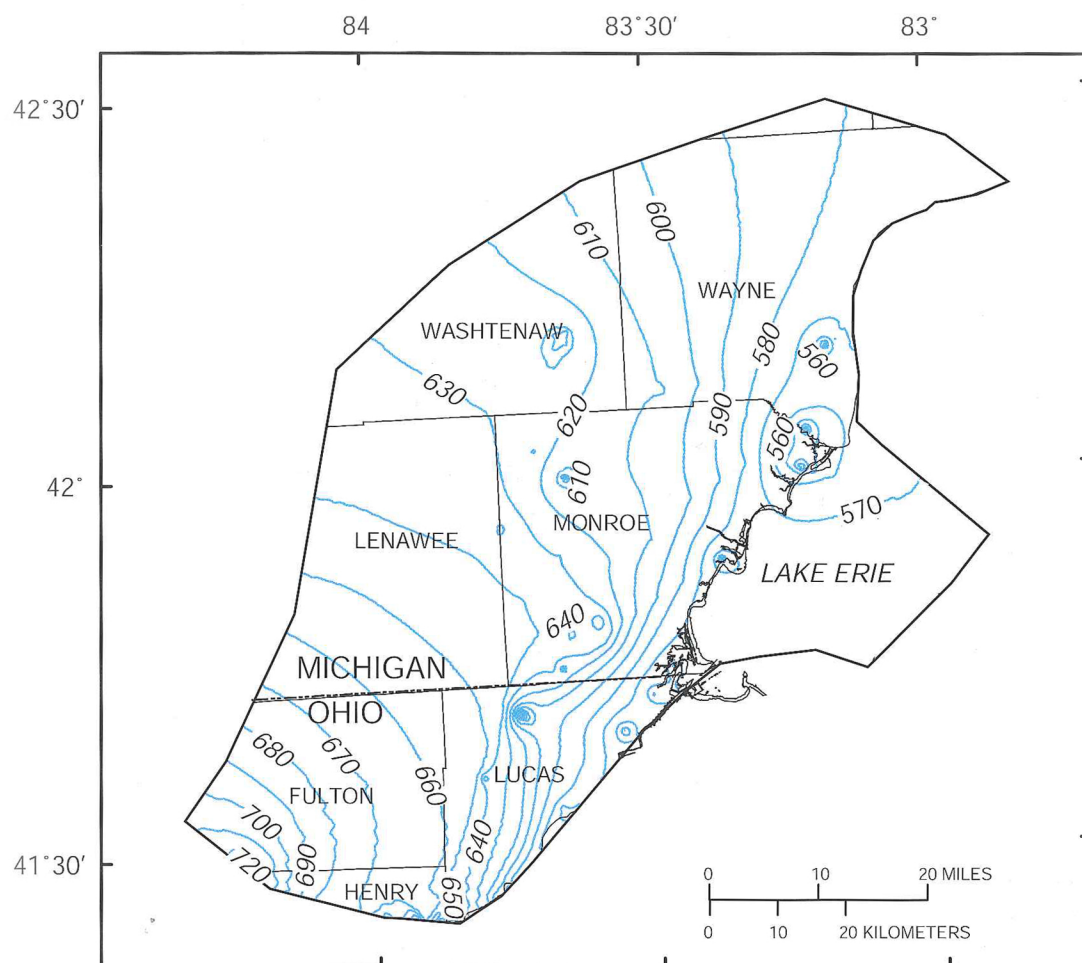 84
83°30′
83°
42°30′
600
610
WAYNE
WASHTENAW
580
560
630
590
620
560
42°
610
570
MONROE
LENAWEE
LAKE ERIE
640
MICHIGAN
OHIO
680
670
LUCAS
660
FULTON
700
640
720
690
41°30′
HENRY
650
0 10 20 MILES
0 10 20 KILOMETERS